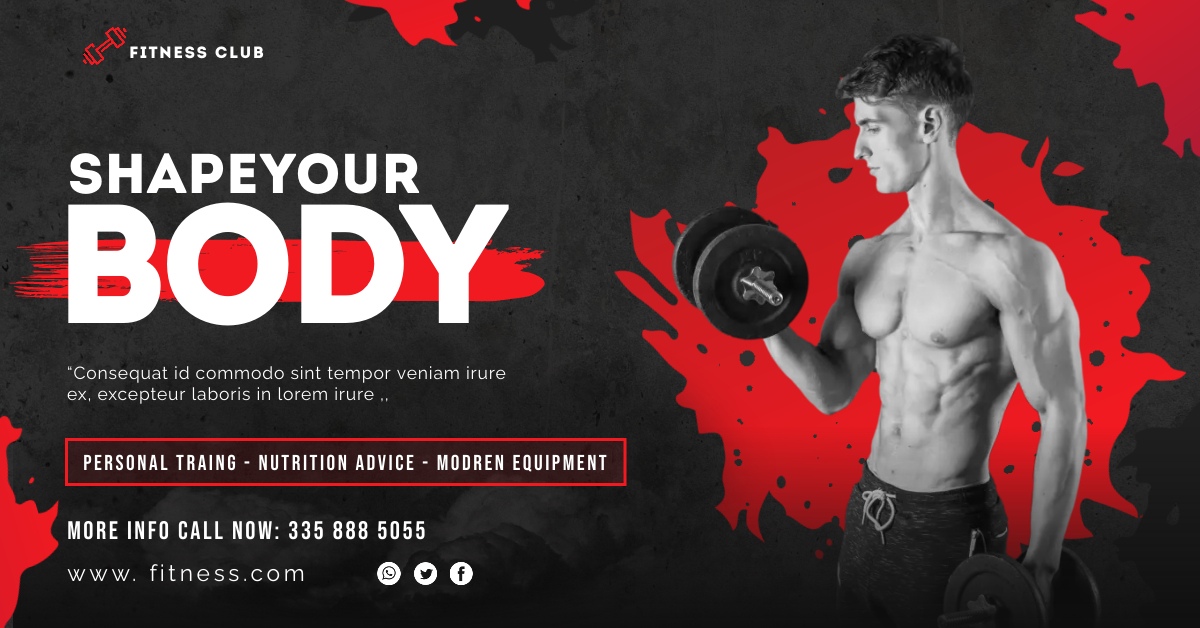 FITNESS CLUB
SHAPEYOUR
BODY
“Consequat id commodo sint tempor veniam irure
ex, excepteur laboris in lorem irure ,,
PERSONAL TRAING - NUTRITION ADVICE - MODREN EQUIPMENT
MORE INFO CALL NOW: 335 888 5055
www. fitness.com